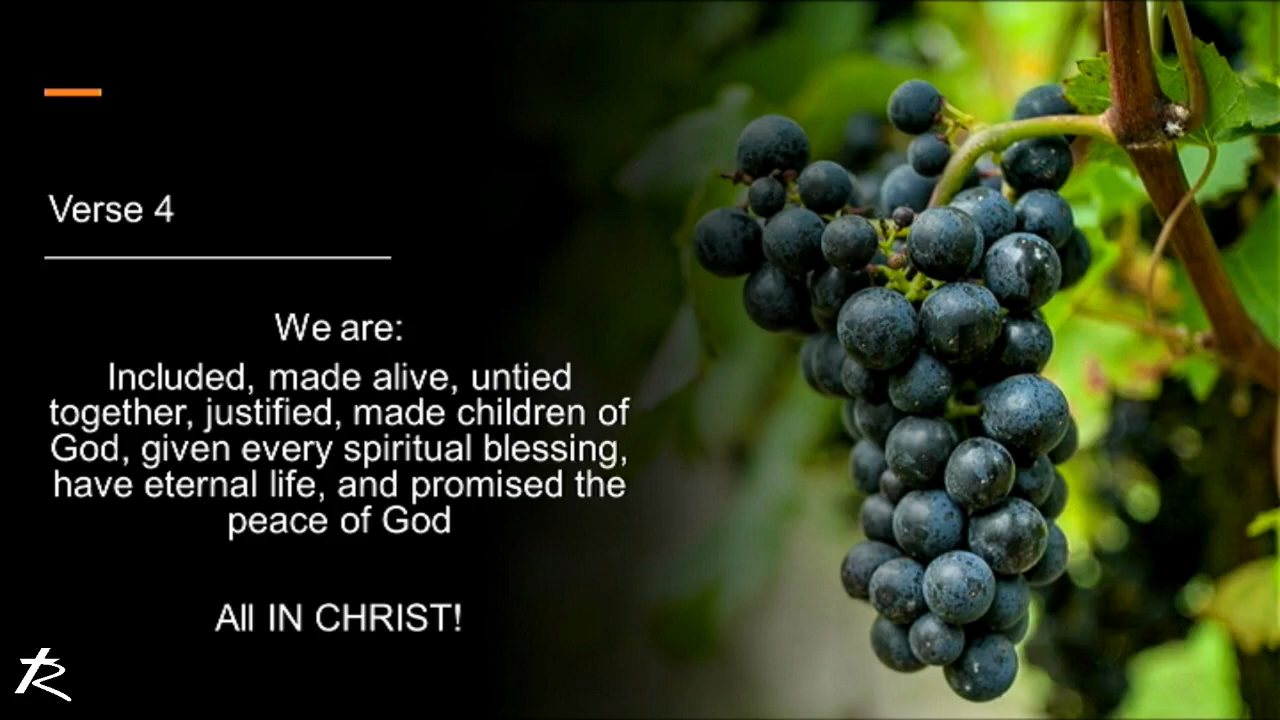 Verse 4
We are:
Included, made alive, untied
together, justified, made children of
God, given every spiritual blessing,
have eternal life, and promised the
peace of God
All IN CHRIST!